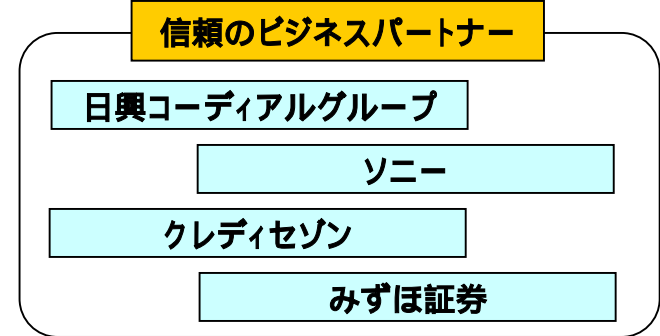 信頼のビジネスパートナー
日興コーディアルグループ
ソニー
クレディセゾン
みずほ証券